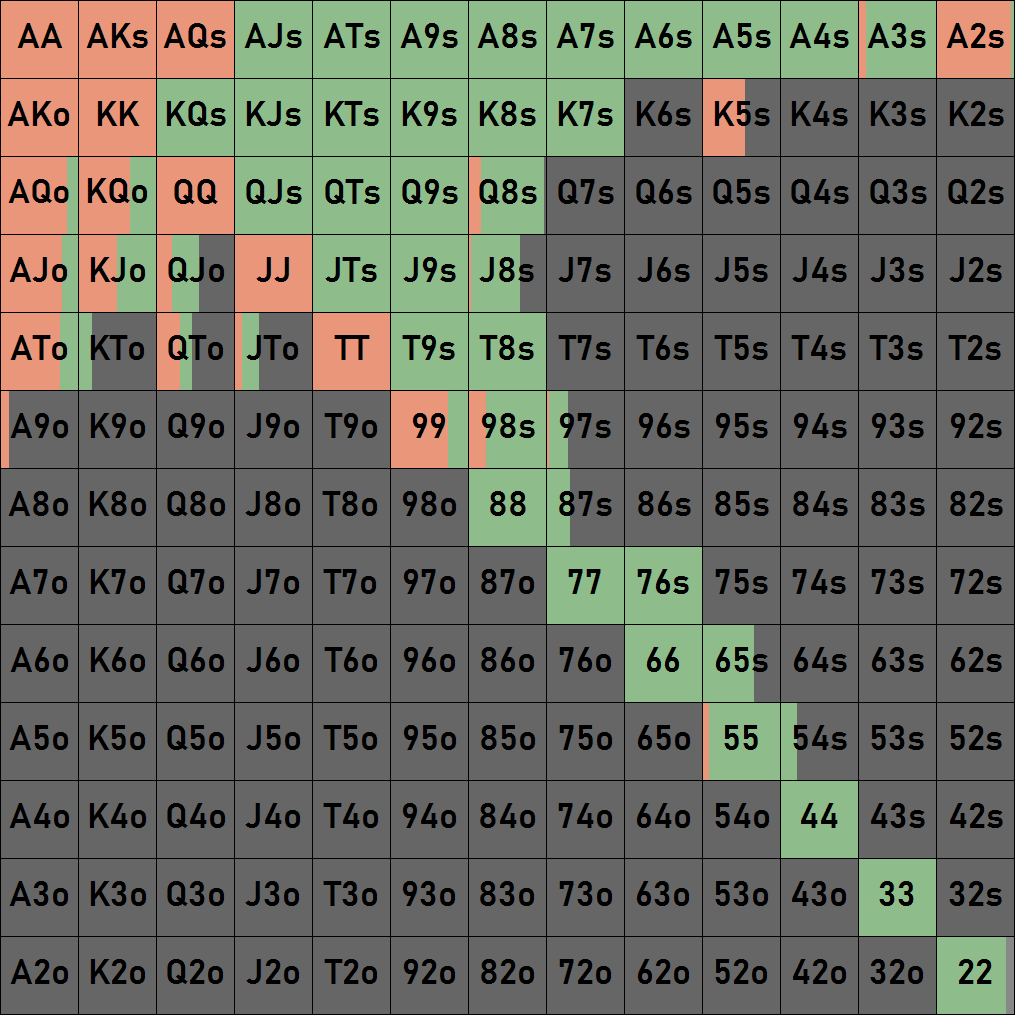 AA AKs AQs AJs ATs A9s A8s A7s A6s A5s A4s A3s A2s
AKo KK KQs KJs KTs K9s K8s K7s K6s K5s K4s K3s K2s
AQo KQo QQ QJs QTs Q9s Q8s Q7s Q6s Q5s Q4s Q3s Q2s
AJo KJo QJo JJ JTs J9s J8s J7s J6s J5s J4s J3s J2s
ATo KTo QTo JTo TT T9s T8s T7s T6s T5s T4s T3s T2s
A9o K9o Q9o J9o T9o 99 98s 97s 96s 95s 94s 93s 92s
A8o K8o Q8o J8o T8o 98o 88 87s 86s 85s 84s 83s 82s
A7o K7o Q7o J7o T7o 97o 87o 77 76s 75s 74s 73s 72s
A6o K6o Q6o J6o T6o 96o 86o 76o 66 65s 64s 63s 62s
A5o K5o Q5o J5o T5o 95o 85o 75o 65o 55 54s 53s 52s
A4o K4o Q4o J4o T4o 94o 84o 74o 64o 54o 44 43s 42s
A3o K3o Q3o J3o T3o 93o 83o 73o 63o 53o 43o 33 32s
A2o K2o Q2o J2o T2o 92o 82o 72o 62o 52o 42o 32o 22